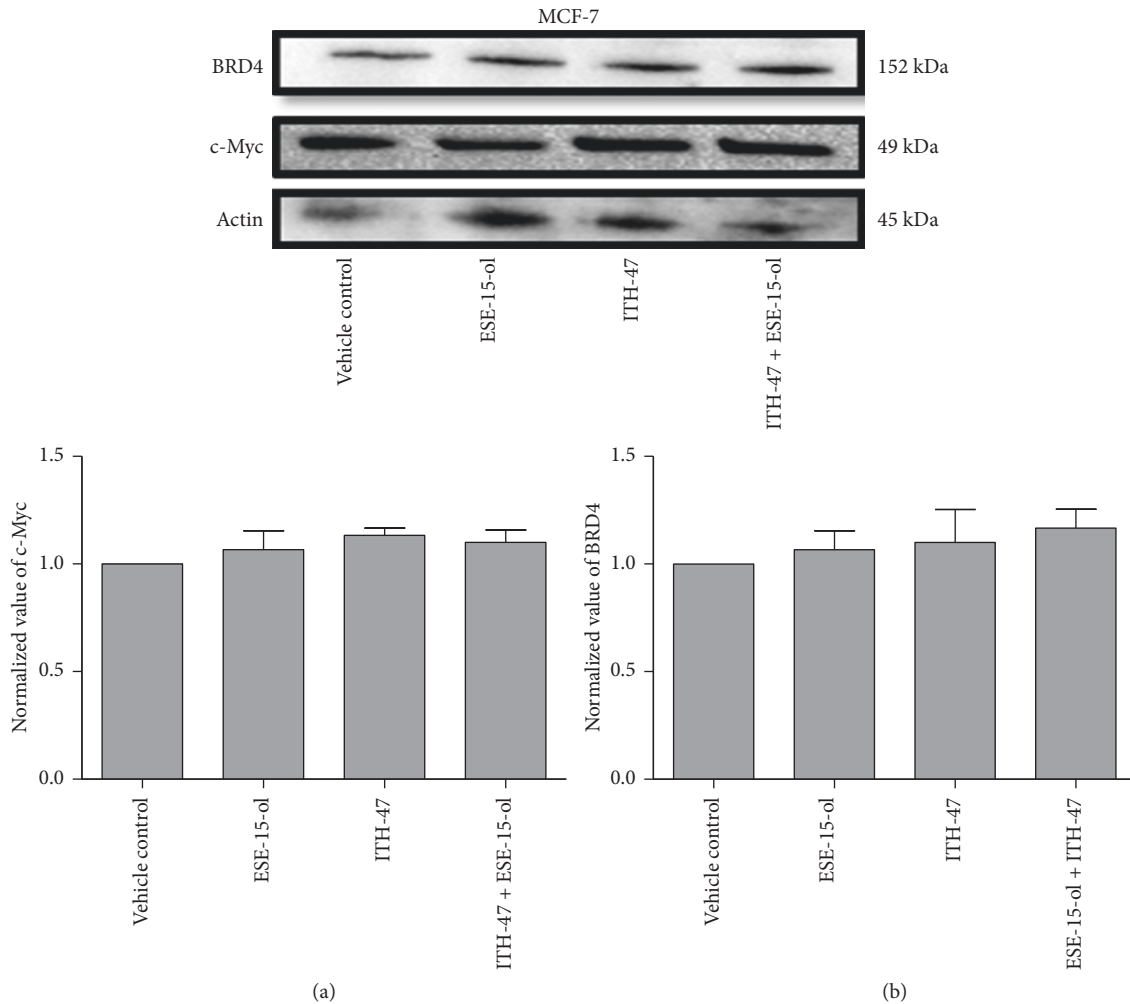 MCF-7
BRD4
152 kDa
c-Myc
49 kDa
Actin
45 kDa
Vehicle control
ESE-15-ol
ITH-47
ITH-47 + ESE-15-ol
Normalized value of c-Myc
1.5
1.0
0.5
0.0
Vehicle control
ESE-15-ol
ITH-47
ITH-47 + ESE-15-ol
(a)
Normalized value of BRD4
1.5
1.0
0.5
0.0
Vehicle control
ESE-15-ol
ITH-47
ESE-15-ol + ITH-47
(b)